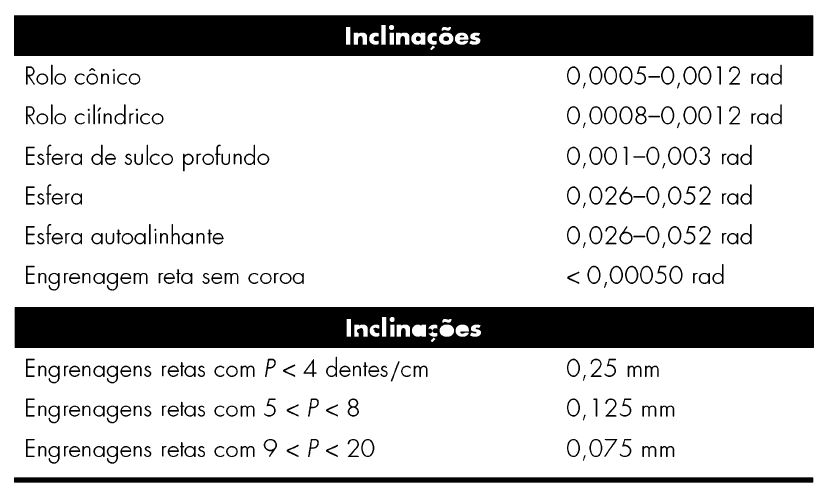 Inclinações
Rolo cônico 0,0005–0,0012 rad
Rolo cilíndrico 0,0008–0,0012 rad
Esfera de sulco profundo 0,001–0,003 rad
Esfera 0,026–0,052 rad
Esfera autoalinhante 0,026–0,052 rad
Engrenagem reta sem coroa < 0,00050 rad
Inclinações
Engrenagens retas com P < 4 dentes/cm 0,25 mm
Engrenagens retas com 5 < P < 8 0,125 mm
Engrenagens retas com 9 < P < 20 0,075 mm